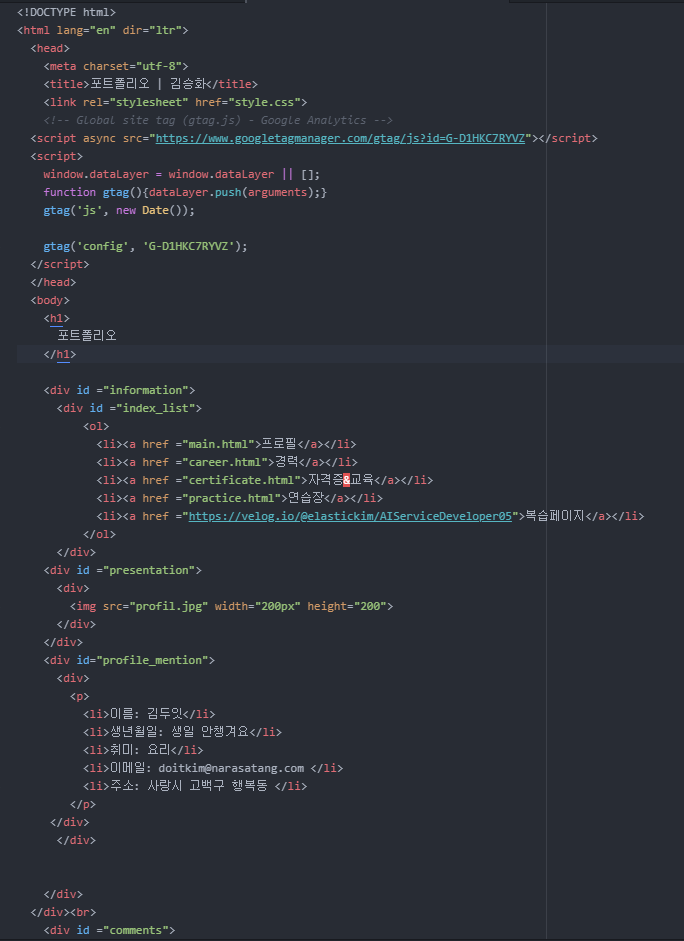 <!DOCTYPE html>
<html lang="en" dir="ltr">
<head>
<meta charset="utf-8">
<title>포트폴리오 | 김승화</title>
<link rel="stylesheet" href="style.css">
<!-- Global site tag (gtag.js) - Google Analytics -->
<script async src="https://www.googletagmanager.com/gtag/js?id=G-D1HKC7RYVZ"></script>
<script>
window.dataLayer = window.dataLayer || [];
function gtag(){dataLayer.push(arguments);}
gtag('js', new Date());
gtag('config', 'G-D1HKC7RYVZ');
</script>
</head>
<body>
<h1>
포트폴리오
</h1>
<div id ="information">
<div id ="index_list">
<ol>
<li><a href ="main.html">프로필</a></li>
<li><a href ="career.html">경력</a></li>
<li><a href ="certificate.html">자격증&교육</a></li>
<li><a href ="practice.html">연습장</a></li>
<li><a href ="https://velog.io/@elastickim/AIServiceDeveloper05">복습페이지</a></li>
</ol>
</div>
<div id ="presentation">
<div>
<img src="profil.jpg" width="200px" height="200">
</div>
</div>
<div id="profile_mention">
<div>
<p>
<li>이름: 김두잇</li>
<li>생년월일: 생일 안챙겨요</li>
<li>취미: 요리</li>
<li>이메일: doitkim@narasatang.com </li>
<li>주소: 사랑시 고백구 행복동 </li>
</p>
</div>
</div>
</div>
</div><br>
<div id ="comments">